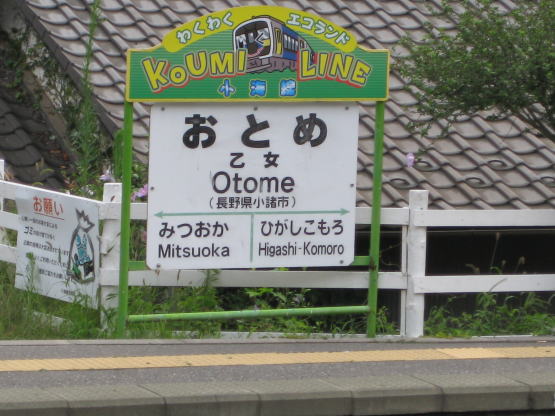 わくわく エコランド
KOUMI LINE
小海線
おとめ
乙女
Otome
(長野県小諸市)
みつおか ひがしこもろ
Mitsuoka Higashi-Komoro
お願い